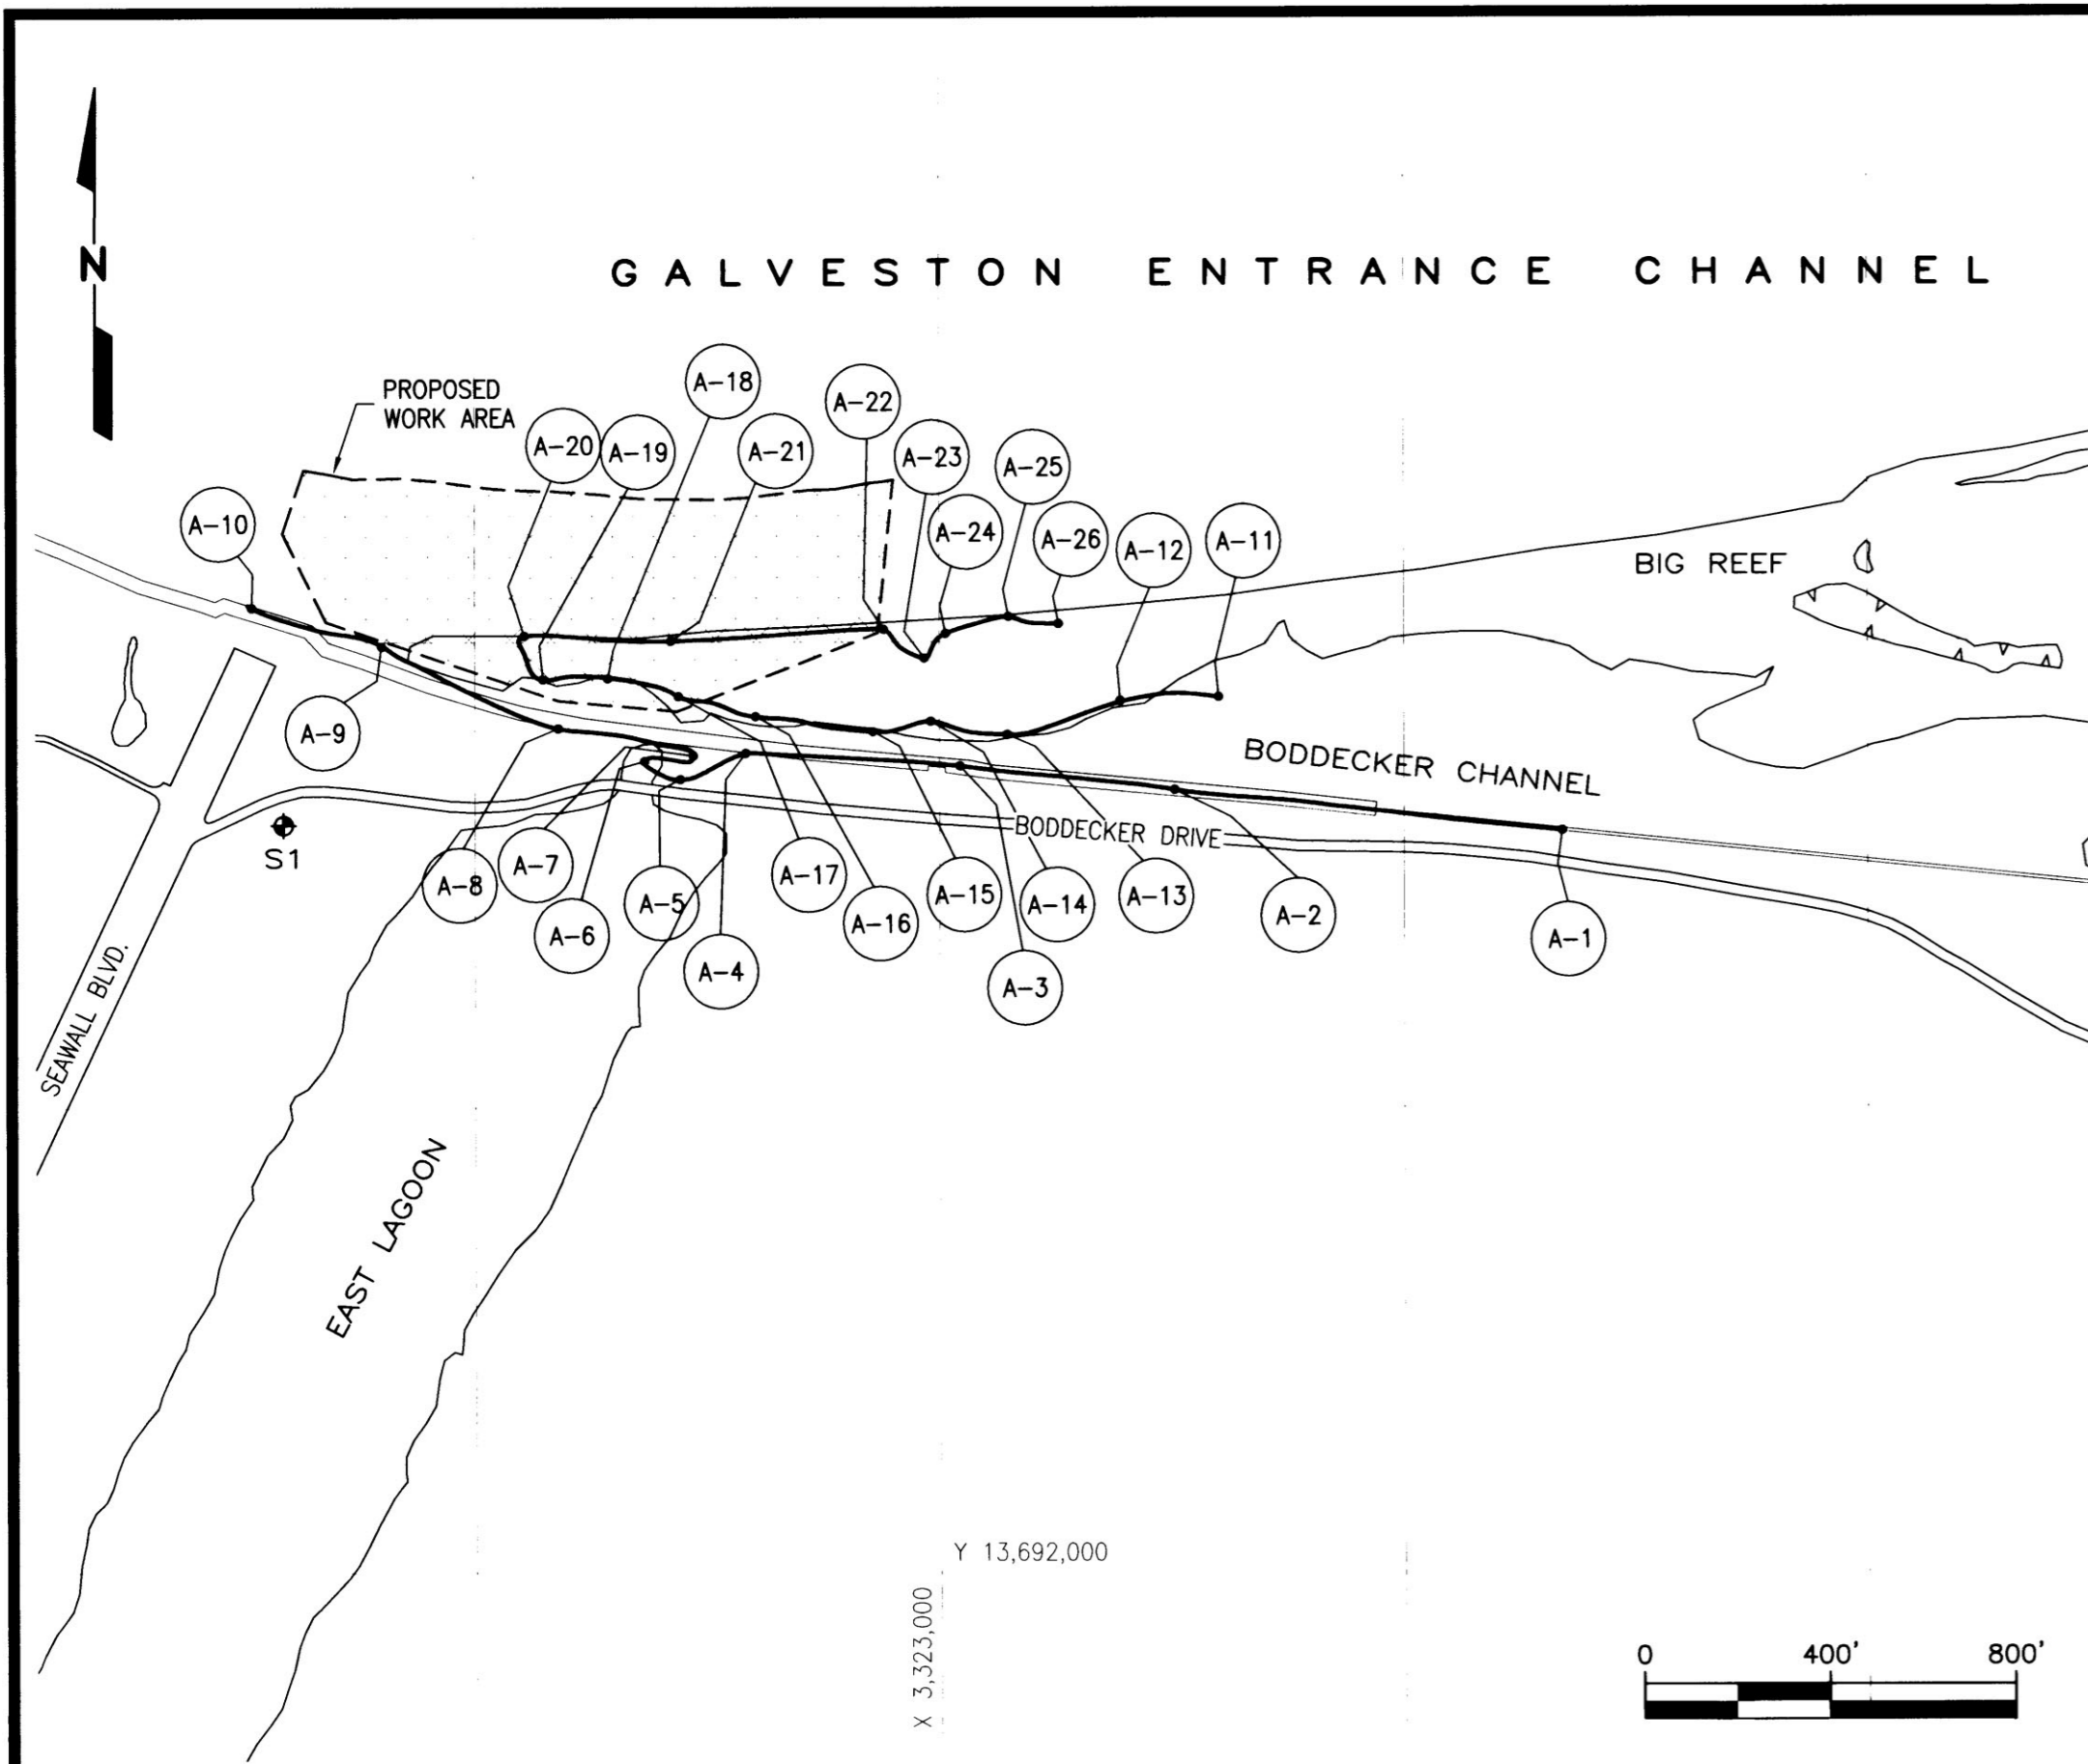 N
GALVESTON ENTRANCE CHANNEL
PROPOSED
WORK AREA
A-18
A-22
A-20
A-19
A-21
A-23
A-25
A-10
A-24
A-26
A-12
A-11
BIG REEF
A-9
BODDECKER CHANNEL
BODDECKER DRIVE
S1
A-8
A-7
A-6
A-5
A-4
A-17
A-16
A-15
A-3
A-14
A-13
A-2
A-1
SEAWALL BLVD.
EAST LAGOON
Y 13,692,000
X 3,323,000
0 400' 800'